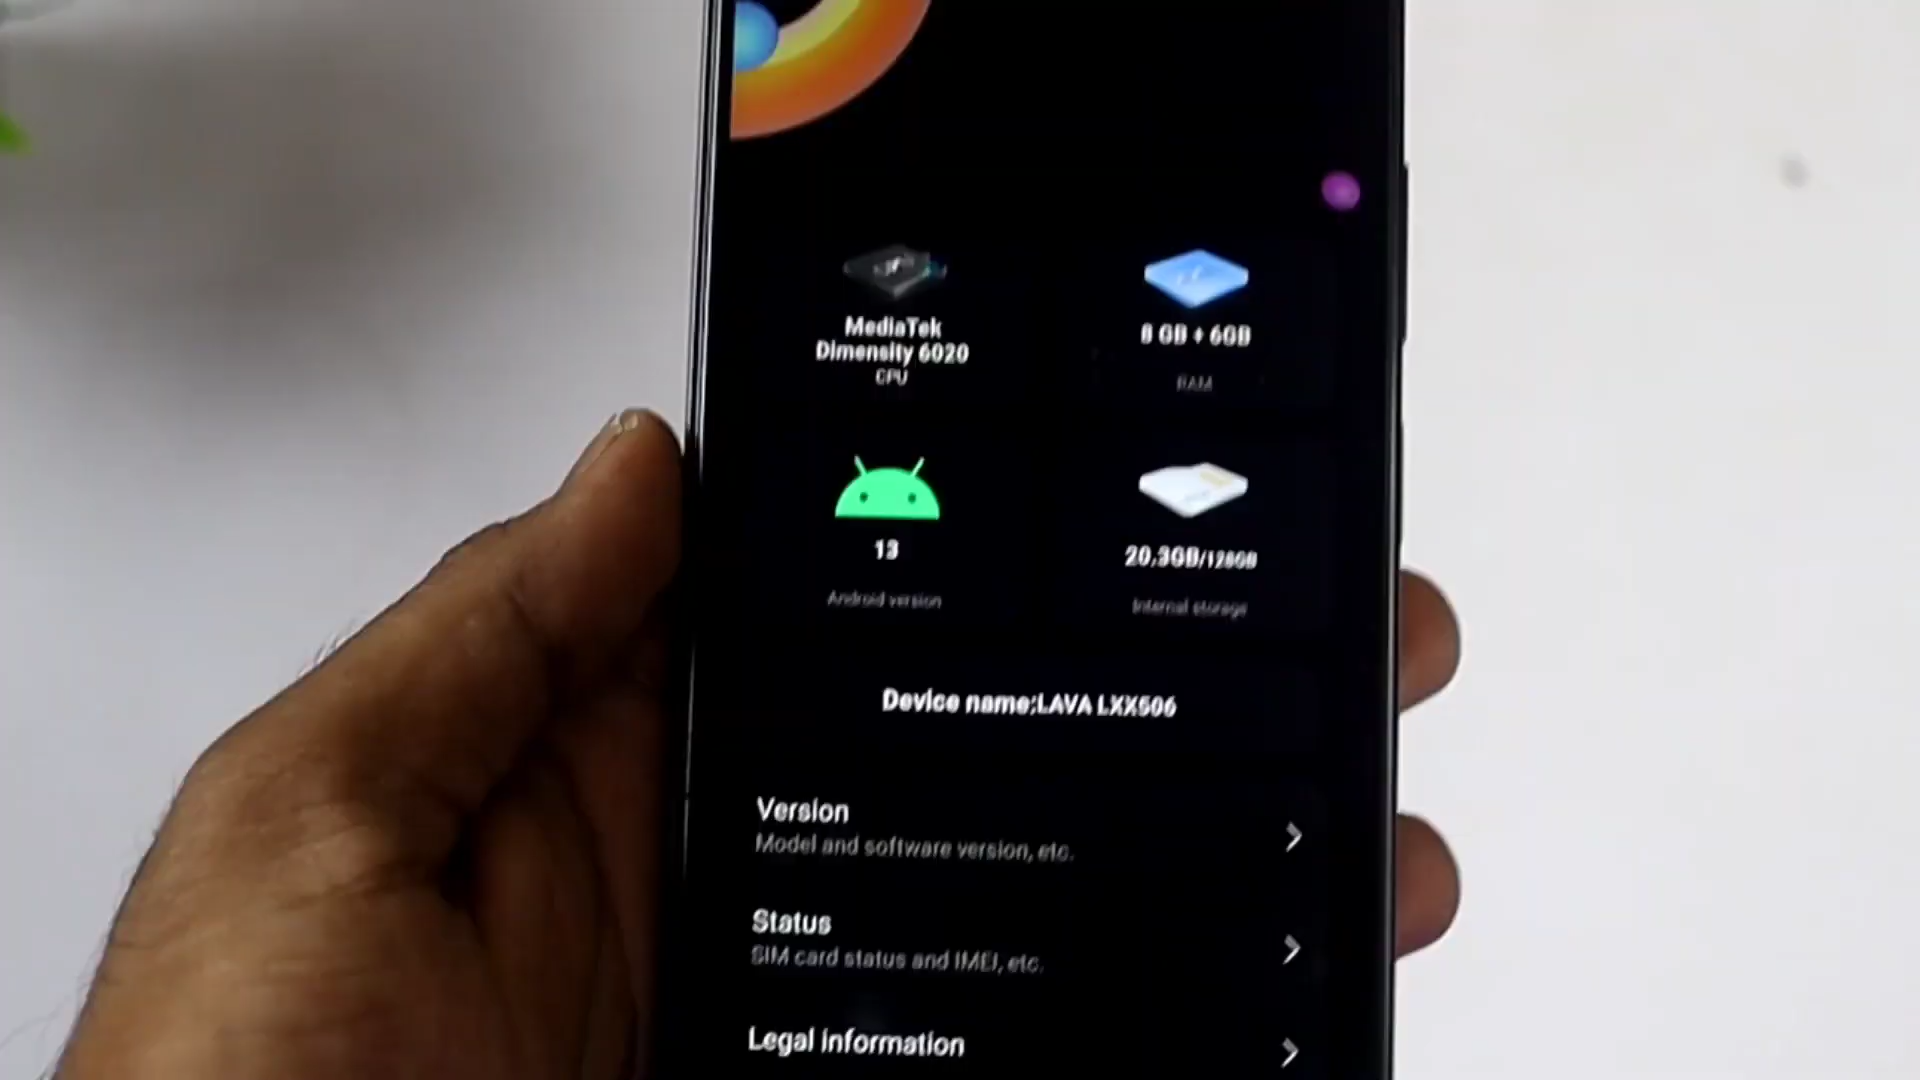 MediaTek
Dimensity 6020
CPU
8 GB + 6GB
RAM
13
Android version
20.3GB/128GB
Internal storage
Device name:LAVA LXX506
Version
Model and software version, etc.
Status
SIM card status and IMEI, etc.
Legal information